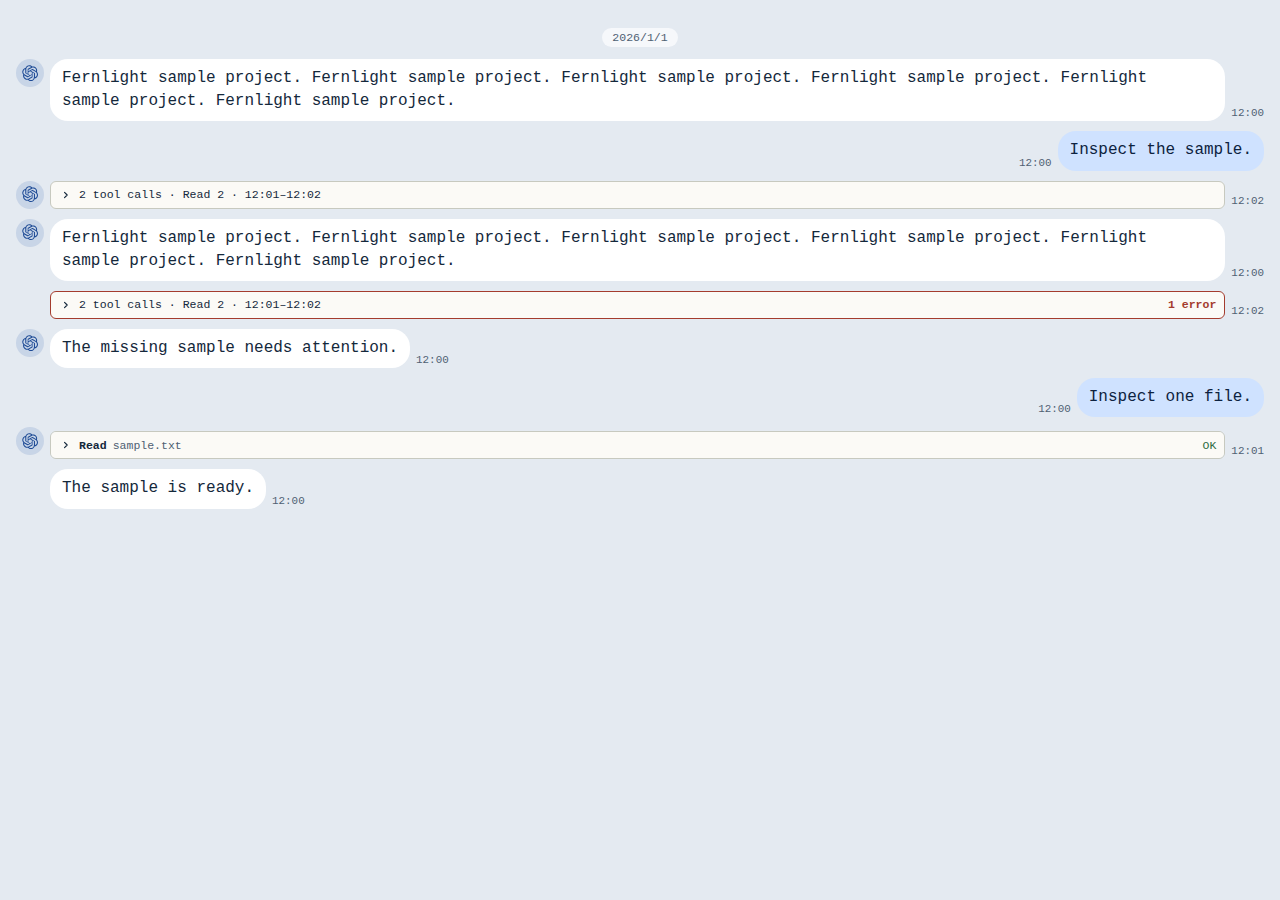 2026/1/1
Fernlight sample project. Fernlight sample project. Fernlight sample project. Fernlight sample project. Fernlight
sample project. Fernlight sample project.
12:00
Inspect the sample.
12:00
2 tool calls · Read 2 · 12:01–12:02
12:02
Fernlight sample project. Fernlight sample project. Fernlight sample project. Fernlight sample project. Fernlight
sample project. Fernlight sample project.
12:00
2 tool calls · Read 2 · 12:01–12:02 1 error
12:02
The missing sample needs attention.
12:00
Inspect one file.
12:00
Read sample.txt OK
12:01
The sample is ready.
12:00